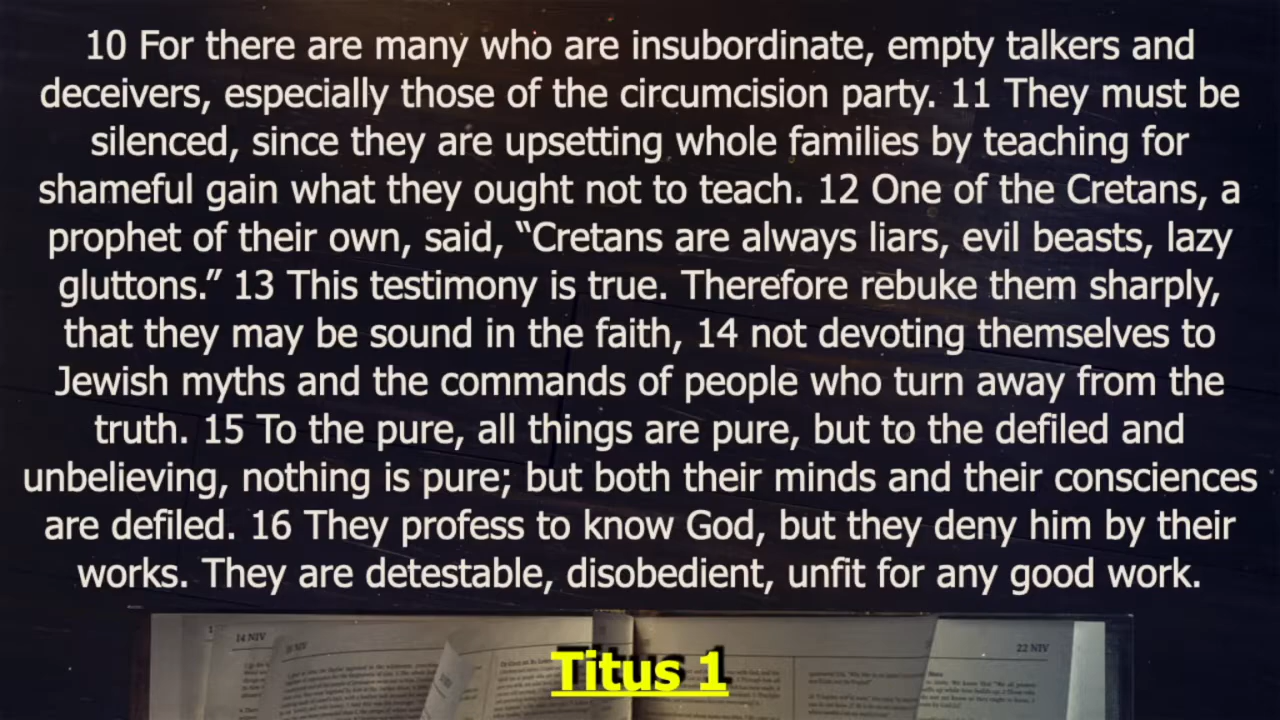 10 For there are many who are insubordinate, empty talkers and
deceivers, especially those of the circumcision party. 11 They must be
silenced, since they are upsetting whole families by teaching for
shameful gain what they ought not to teach. 12 One of the Cretans, a
prophet of their own, said, “Cretans are always liars, evil beasts, lazy
gluttons.” 13 This testimony is true. Therefore rebuke them sharply,
that they may be sound in the faith, 14 not devoting themselves to
Jewish myths and the commands of people who turn away from the
truth. 15 To the pure, all things are pure, but to the defiled and
unbelieving, nothing is pure; but both their minds and their consciences
are defiled. 16 They profess to know God, but they deny him by their
works. They are detestable, disobedient, unfit for any good work.
14 NIV
22 NIV
Titus 1